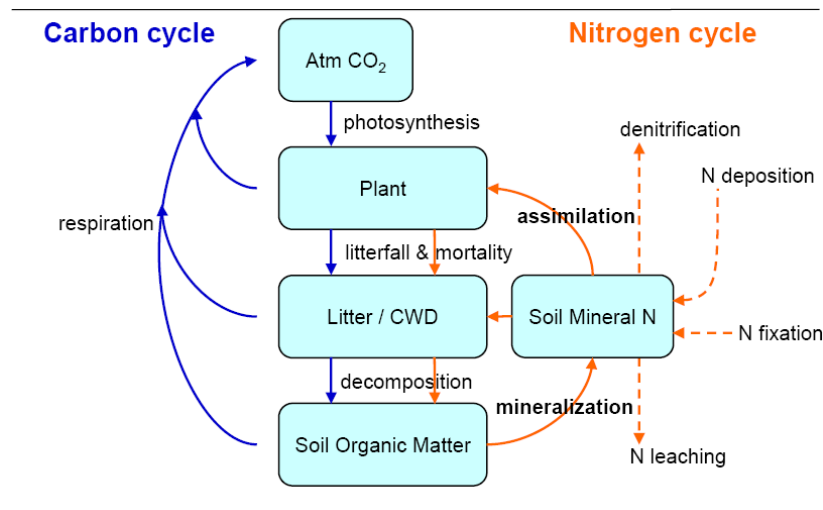 Carbon cycle
Nitrogen cycle
Atm CO₂
photosynthesis
denitrification
Plant
N deposition
assimilation
respiration
litterfall & mortality
Litter / CWD
Soil Mineral N
N fixation
decomposition
mineralization
Soil Organic Matter
N leaching